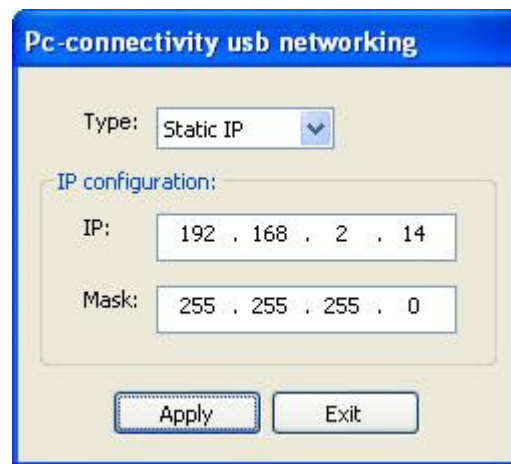 Pc-connectivity usb networking
Type: Static IP
IP configuration:
IP: 192 . 168 . 2 . 14
Mask: 255 . 255 . 255 . 0
Apply Exit